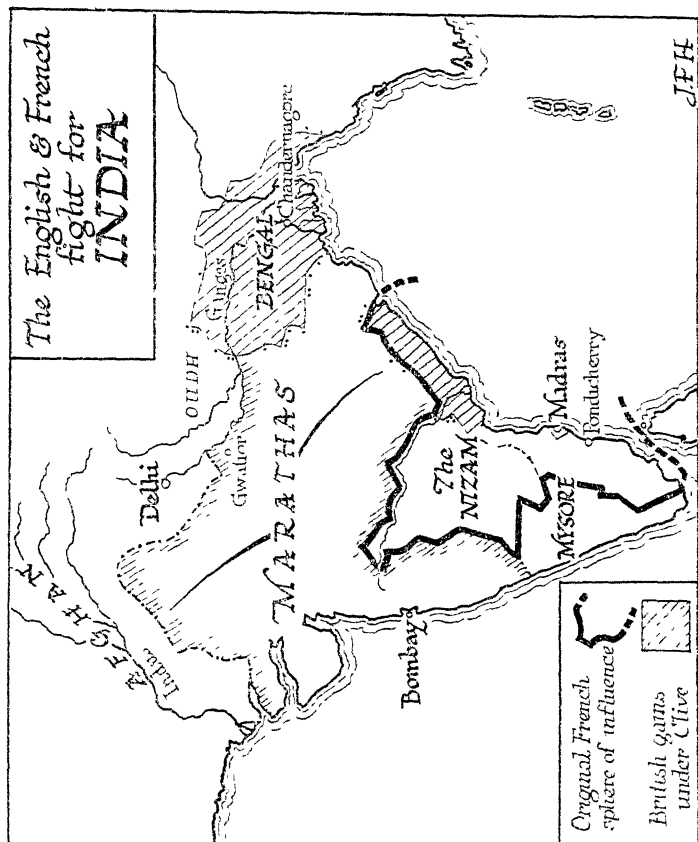 The English & French
fight for
INDIA
AFGHAN
Indus
Delhi
OUDH
Gwalior
Ganges
BENGAL
Chandernagore
MARATHAS
Bombay
The
NIZAM
MYSORE
Madras
Pondicherry
Original French
sphere of influence
British gains
under Clive
J.F.H.